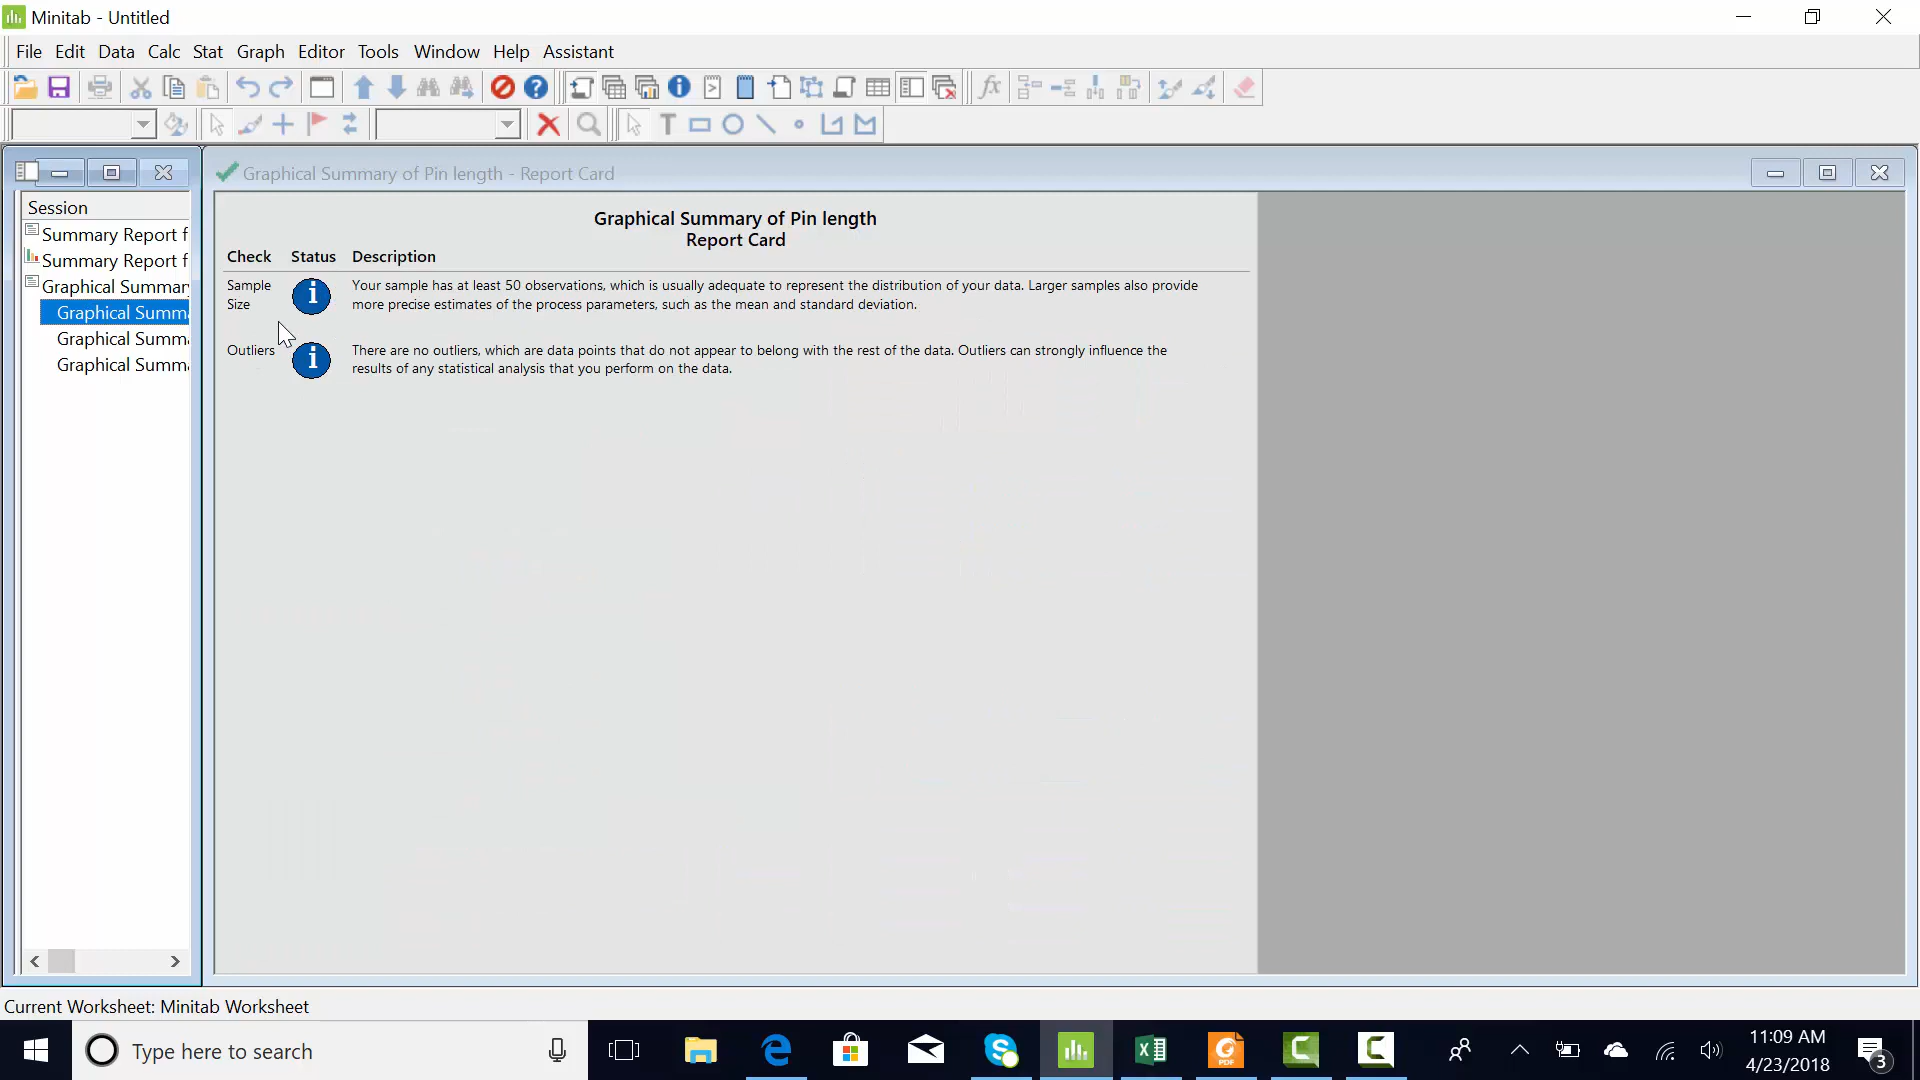 Minitab - Untitled
File Edit Data Calc Stat Graph Editor Tools Window Help Assistant
Graphical Summary of Pin length - Report Card
Session
Summary Report f
Summary Report f
Graphical Summary
Graphical Summa
Graphical Summa
Graphical Summa
Graphical Summary of Pin length
Report Card
Check Status Description
Sample Size
Your sample has at least 50 observations, which is usually adequate to represent the distribution of your data. Larger samples also provide
more precise estimates of the process parameters, such as the mean and standard deviation.
Outliers
There are no outliers, which are data points that do not appear to belong with the rest of the data. Outliers can strongly influence the
results of any statistical analysis that you perform on the data.
Current Worksheet: Minitab Worksheet
Type here to search
PDF
11:09 AM
4/23/2018
3